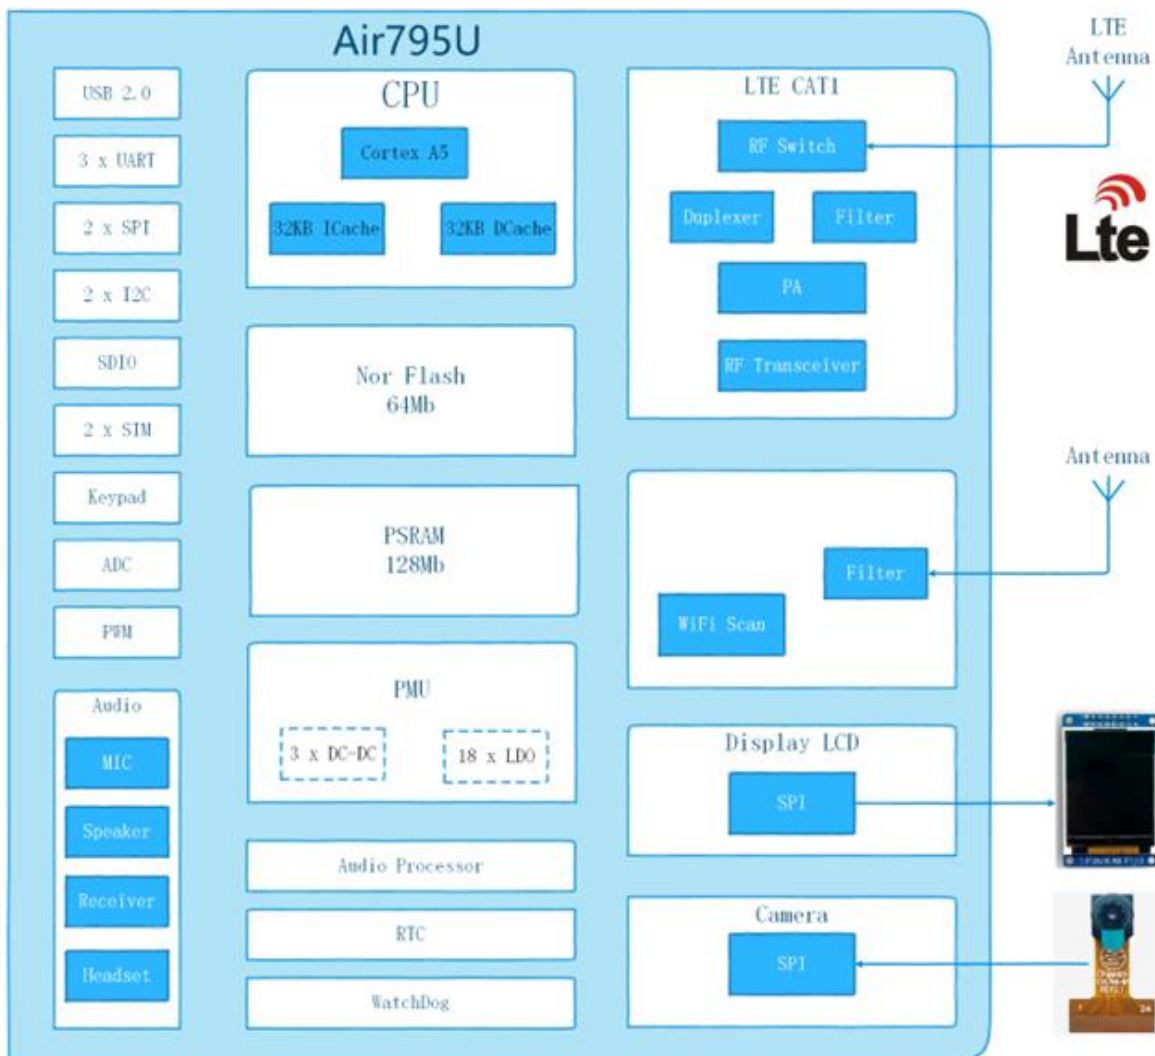 Air795U
USB 2.0
3 x UART
2 x SPI
2 x I2C
SDIO
2 x SIM
Keypad
ADC
PWM
Audio
MIC
Speaker
Receiver
Headset
CPU
Cortex A5
32KB ICache
32KB DCache
Nor Flash
64Mb
PSRAM
128Mb
PMU
3 x DC-DC
18 x LDO
Audio Processor
RTC
WatchDog
LTE CAT1
RF Switch
Duplexer
Filter
PA
RF Transceiver
Filter
WiFi Scan
Display LCD
SPI
Camera
SPI
LTE
Antenna
Lte
Antenna